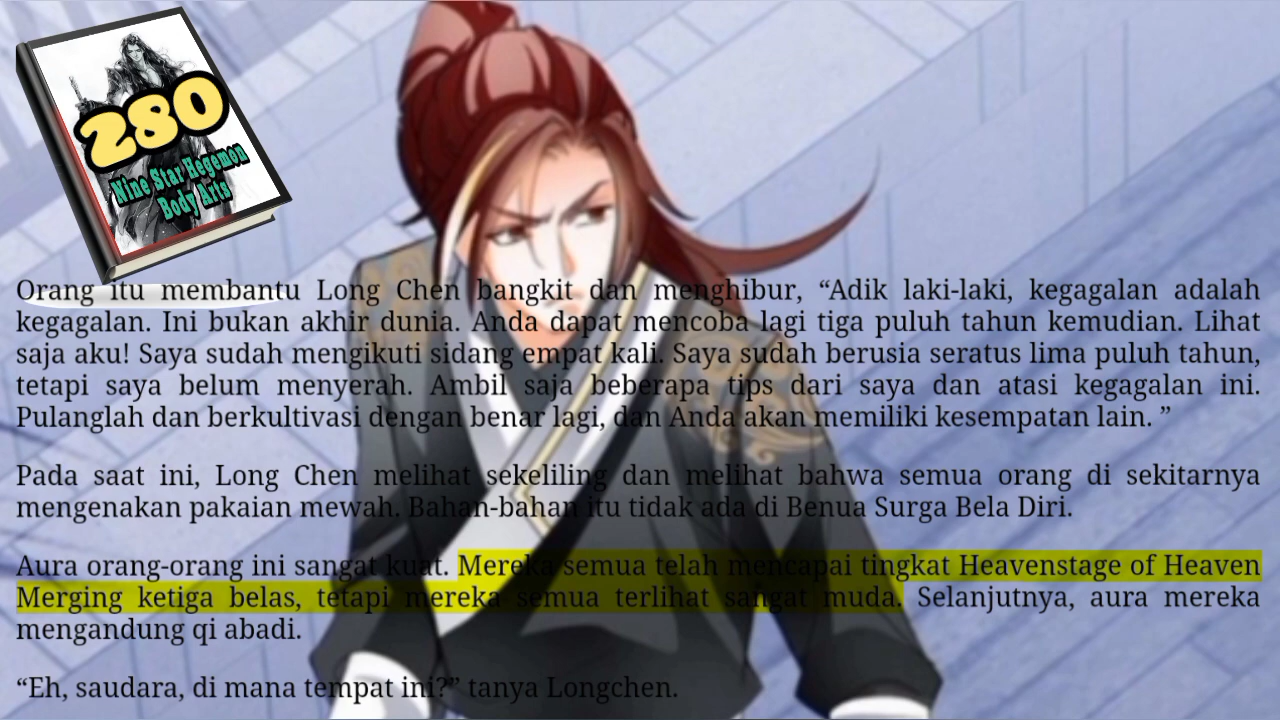 280
Nine Star Hegemon
Body Arts
Orang itu membantu Long Chen bangkit dan menghibur, “Adik laki-laki, kegagalan adalah
kegagalan. Ini bukan akhir dunia. Anda dapat mencoba lagi tiga puluh tahun kemudian. Lihat
saja aku! Saya sudah mengikuti sidang empat kali. Saya sudah berusia seratus lima puluh tahun,
tetapi saya belum menyerah. Ambil saja beberapa tips dari saya dan atasi kegagalan ini.
Pulanglah dan berkultivasi dengan benar lagi, dan Anda akan memiliki kesempatan lain. ”
Pada saat ini, Long Chen melihat sekeliling dan melihat bahwa semua orang di sekitarnya
mengenakan pakaian mewah. Bahan-bahan itu tidak ada di Benua Surga Bela Diri.
Aura orang-orang ini sangat kuat. Mereka semua telah mencapai tingkat Heavenstage of Heaven
Merging ketiga belas, tetapi mereka semua terlihat sangat muda. Selanjutnya, aura mereka
mengandung qi abadi.
“Eh, saudara, di mana tempat ini?” tanya Longchen.